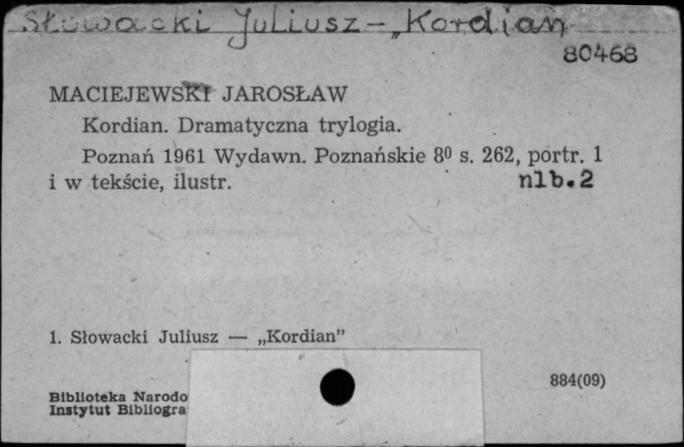 Słowacki Juliusz - „Kordian
80468
MACIEJEWSKI JAROSŁAW
Kordian. Dramatyczna trylogia.
Poznań 1961 Wydawn. Poznańskie 8⁰ s. 262, portr. 1
i w tekście, ilustr. nlb.2
1. Słowacki Juliusz — „Kordian”
884(09)
Biblioteka Narodo
Instytut Bibliogra